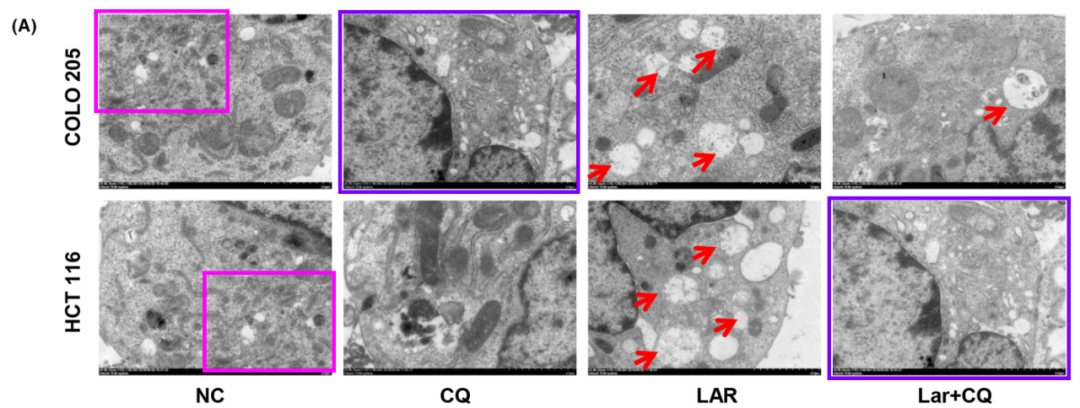 (A)
COLO 205
HCT 116
NC CQ LAR Lar+CQ